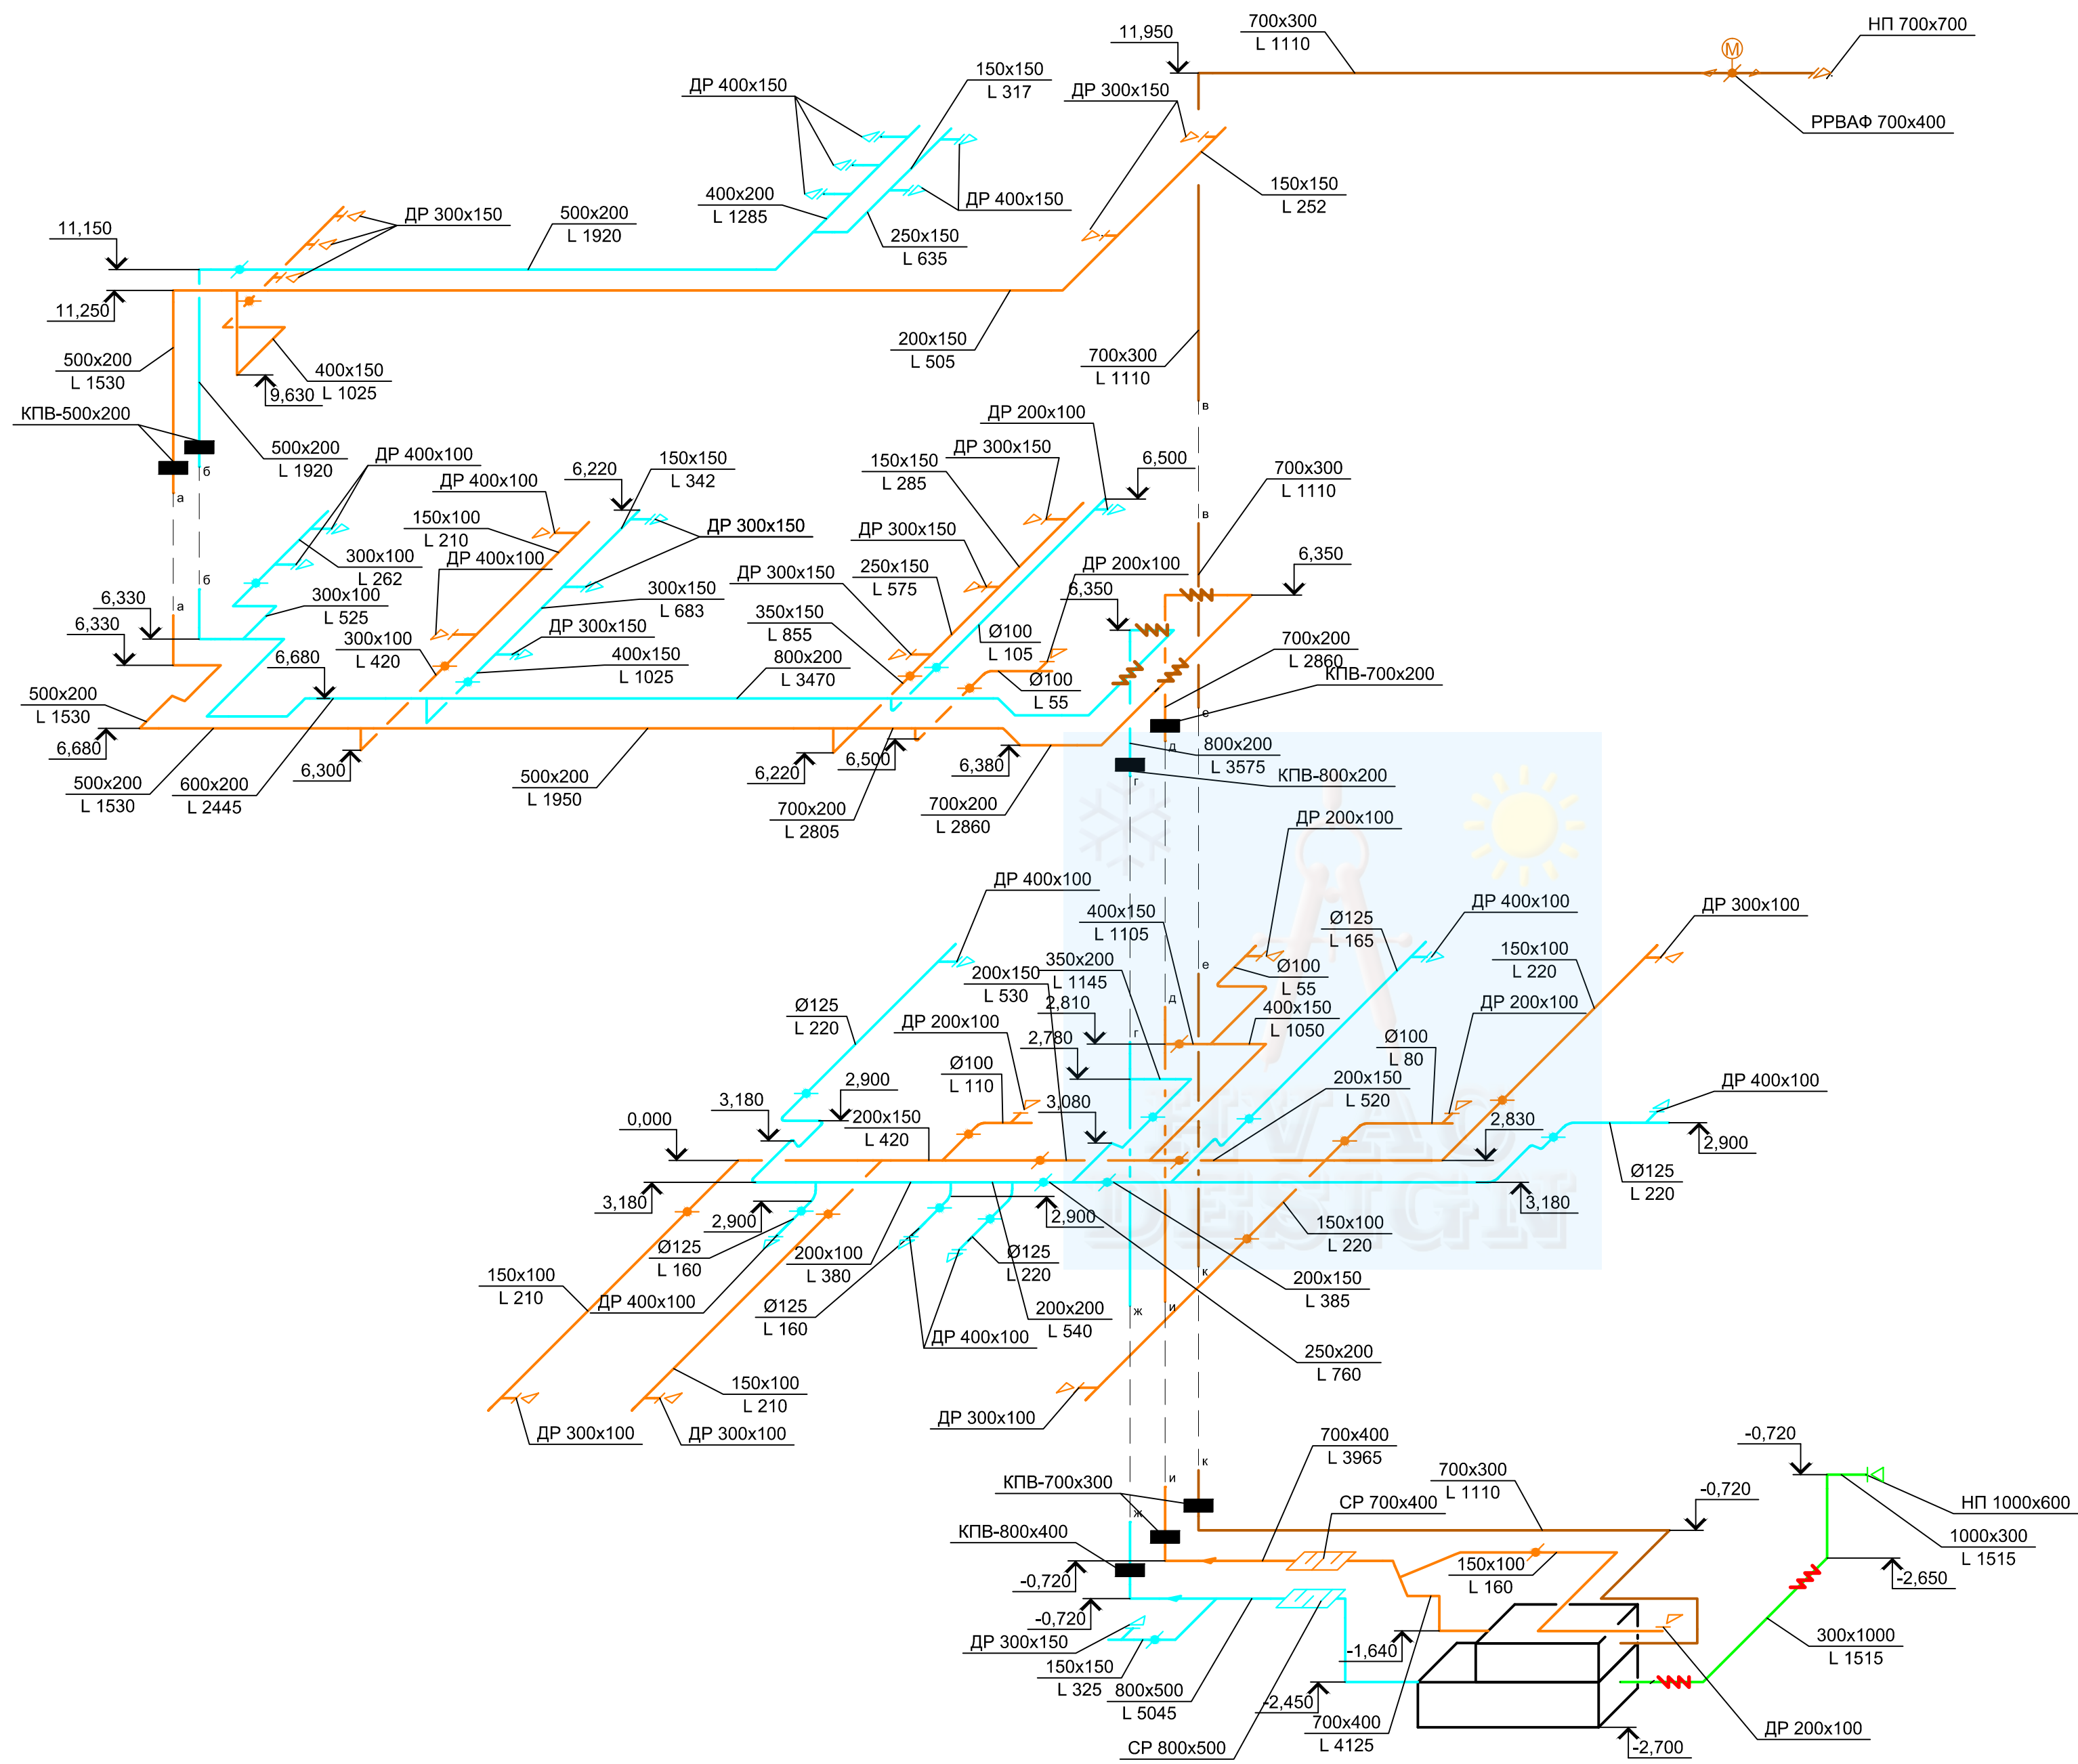 700x300
L 1110
НП 700x700
11,950
M
РРВАФ 700x400
150x150
L 317
ДР 400x150
ДР 300x150
150x150
L 252
400x200
L 1285
ДР 400x150
500x200
L 1920
ДР 300x150
250x150
L 635
11,150
11,250
200x150
L 505
700x300
L 1110
500x200
L 1530
400x150
L 1025
9,630
КПВ-500x200
500x200
L 1920
в
б
а
ДР 400x100
ДР 400x100
6,220
150x150
L 342
150x150
L 285
ДР 300x150
ДР 200x100
6,500
700x300
L 1110
в
150x100
L 210
ДР 400x100
ДР 300x150
ДР 300x150
250x150
L 575
ДР 200x100
6,350
6,350
300x100
L 262
б
а
300x100
L 525
300x150
L 683
ДР 300x150
350x150
L 855
6,330
6,330
300x100
L 420
ДР 300x150
Ø100
L 105
700x200
L 2860
КПВ-700x200
6,680
400x150
L 1025
800x200
L 3470
Ø100
L 55
500x200
L 1530
6,680
е
д
г
800x200
L 3575
КПВ-800x200
500x200
L 1530
600x200
L 2445
6,300
500x200
L 1950
6,220
6,500
6,380
700x200
L 2805
700x200
L 2860
ДР 200x100
ДР 400x100
400x150
L 1105
Ø125
L 165
ДР 400x100
ДР 300x100
200x150
L 530
350x200
L 1145
е
Ø100
L 55
150x100
L 220
2,810
д
400x150
L 1050
ДР 200x100
Ø125
L 220
ДР 200x100
2,780
г
Ø100
L 80
Ø100
L 110
200x150
L 520
ДР 400x100
2,900
3,180
3,080
0,000
200x150
L 420
2,830
2,900
HVAC
DESIGN
Ø125
L 220
3,180
3,180
2,900
2,900
150x100
L 220
Ø125
L 160
200x100
L 380
Ø125
L 220
к
200x150
L 385
150x100
L 210
ДР 400x100
Ø125
L 160
200x200
L 540
ж
и
ДР 400x100
250x200
L 760
150x100
L 210
ДР 300x100
ДР 300x100
ДР 300x100
700x400
L 3965
700x300
L 1110
-0,720
к
и
КПВ-700x300
СР 700x400
-0,720
НП 1000x600
ж
КПВ-800x400
1000x300
L 1515
-0,720
150x100
L 160
-2,650
-0,720
ДР 300x150
-1,640
300x1000
L 1515
150x150
L 325
800x500
L 5045
-2,450
700x400
L 4125
ДР 200x100
СР 800x500
-2,700